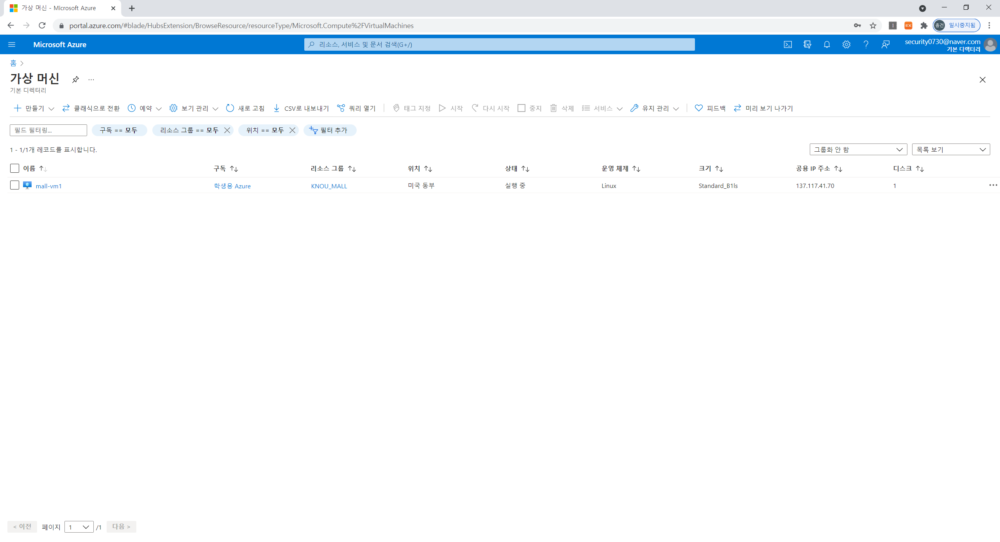 가상 머신 - Microsoft Azure
portal.azure.com/#blade/HubsExtension/BrowseResource/resourceType/Microsoft.Compute%2FVirtualMachines
EX
충건 일시중지됨
Microsoft Azure
리소스, 서비스 및 문서 검색(G+/)
security0730@naver.com
기본 디렉터리
홈 >
가상 머신
...
기본 디렉터리
만들기 클래식으로 전환 예약 보기 관리 새로 고침 CSV로 내보내기 쿼리 열기 태그 지정 시작 다시 시작 중지 삭제 서비스 유지 관리 피드백 미리 보기 나가기
필드 필터링... 구독 == 모두 리소스 그룹 == 모두 위치 == 모두 필터 추가
1 - 1/1개 레코드를 표시합니다. 그룹화 안 함 목록 보기
이름 구독 리소스 그룹 위치 상태 운영 체제 크기 공용 IP 주소 디스크
mall-vm1 학생용 Azure KNOU_MALL 미국 동부 실행 중 Linux Standard_B1ls 137.117.41.70 1
< 이전 페이지 1 /1 다음 >